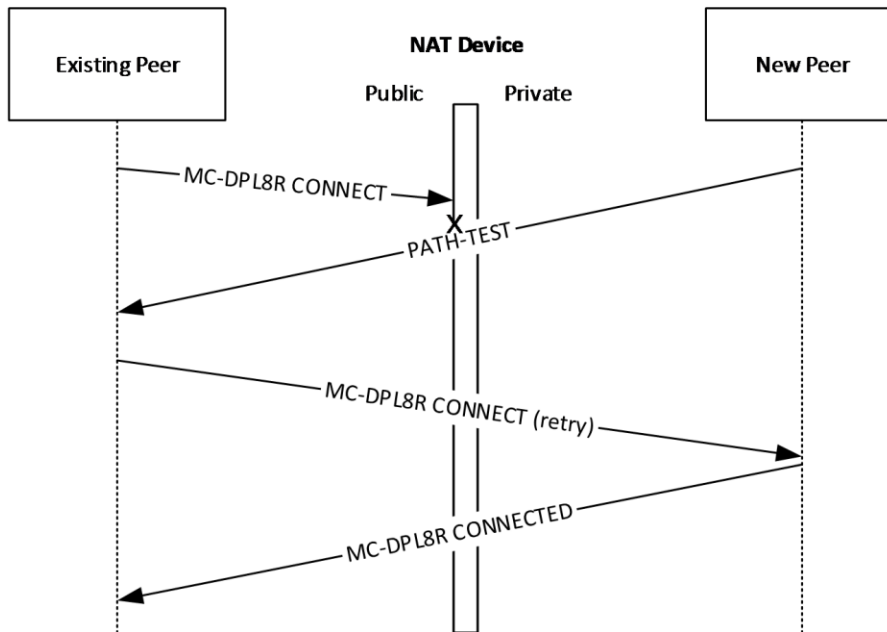 Existing Peer
NAT Device
New Peer
Public
Private
MC-DPL8R CONNECT
X
PATH-TEST
MC-DPL8R CONNECT (retry)
MC-DPL8R CONNECTED